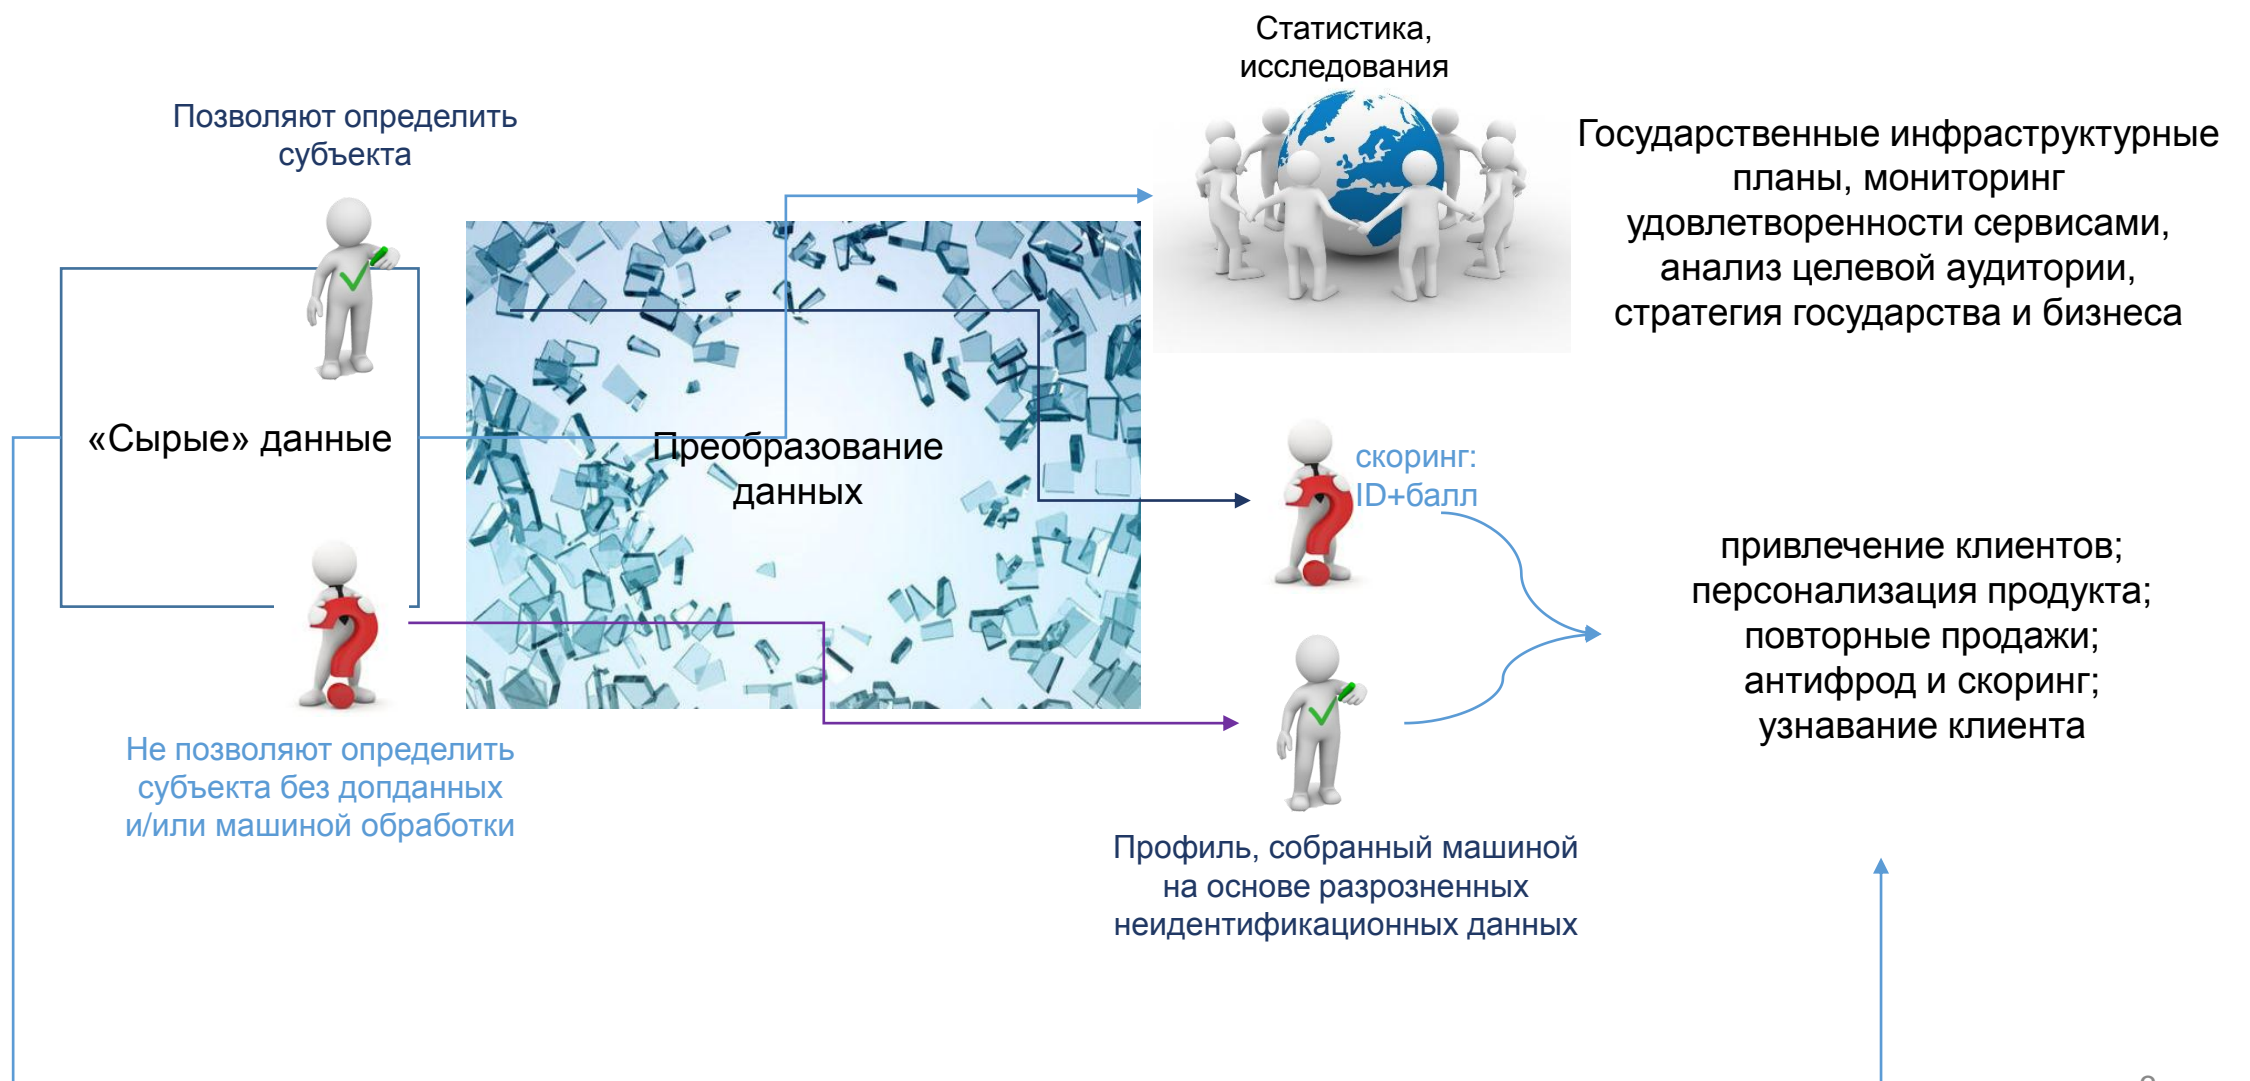 Статистика,
исследования
Позволяют определить
субъекта
Государственные инфраструктурные
планы, мониторинг
удовлетворенности сервисами,
анализ целевой аудитории,
стратегия государства и бизнеса
«Сырые» данные
Преобразование
данных
скоринг:
ID+балл
привлечение клиентов;
персонализация продукта;
повторные продажи;
антифрод и скоринг;
узнавание клиента
Не позволяют определить
субъекта без допданных
и/или машиной обработки
Профиль, собранный машиной
на основе разрозненных
неидентификационных данных